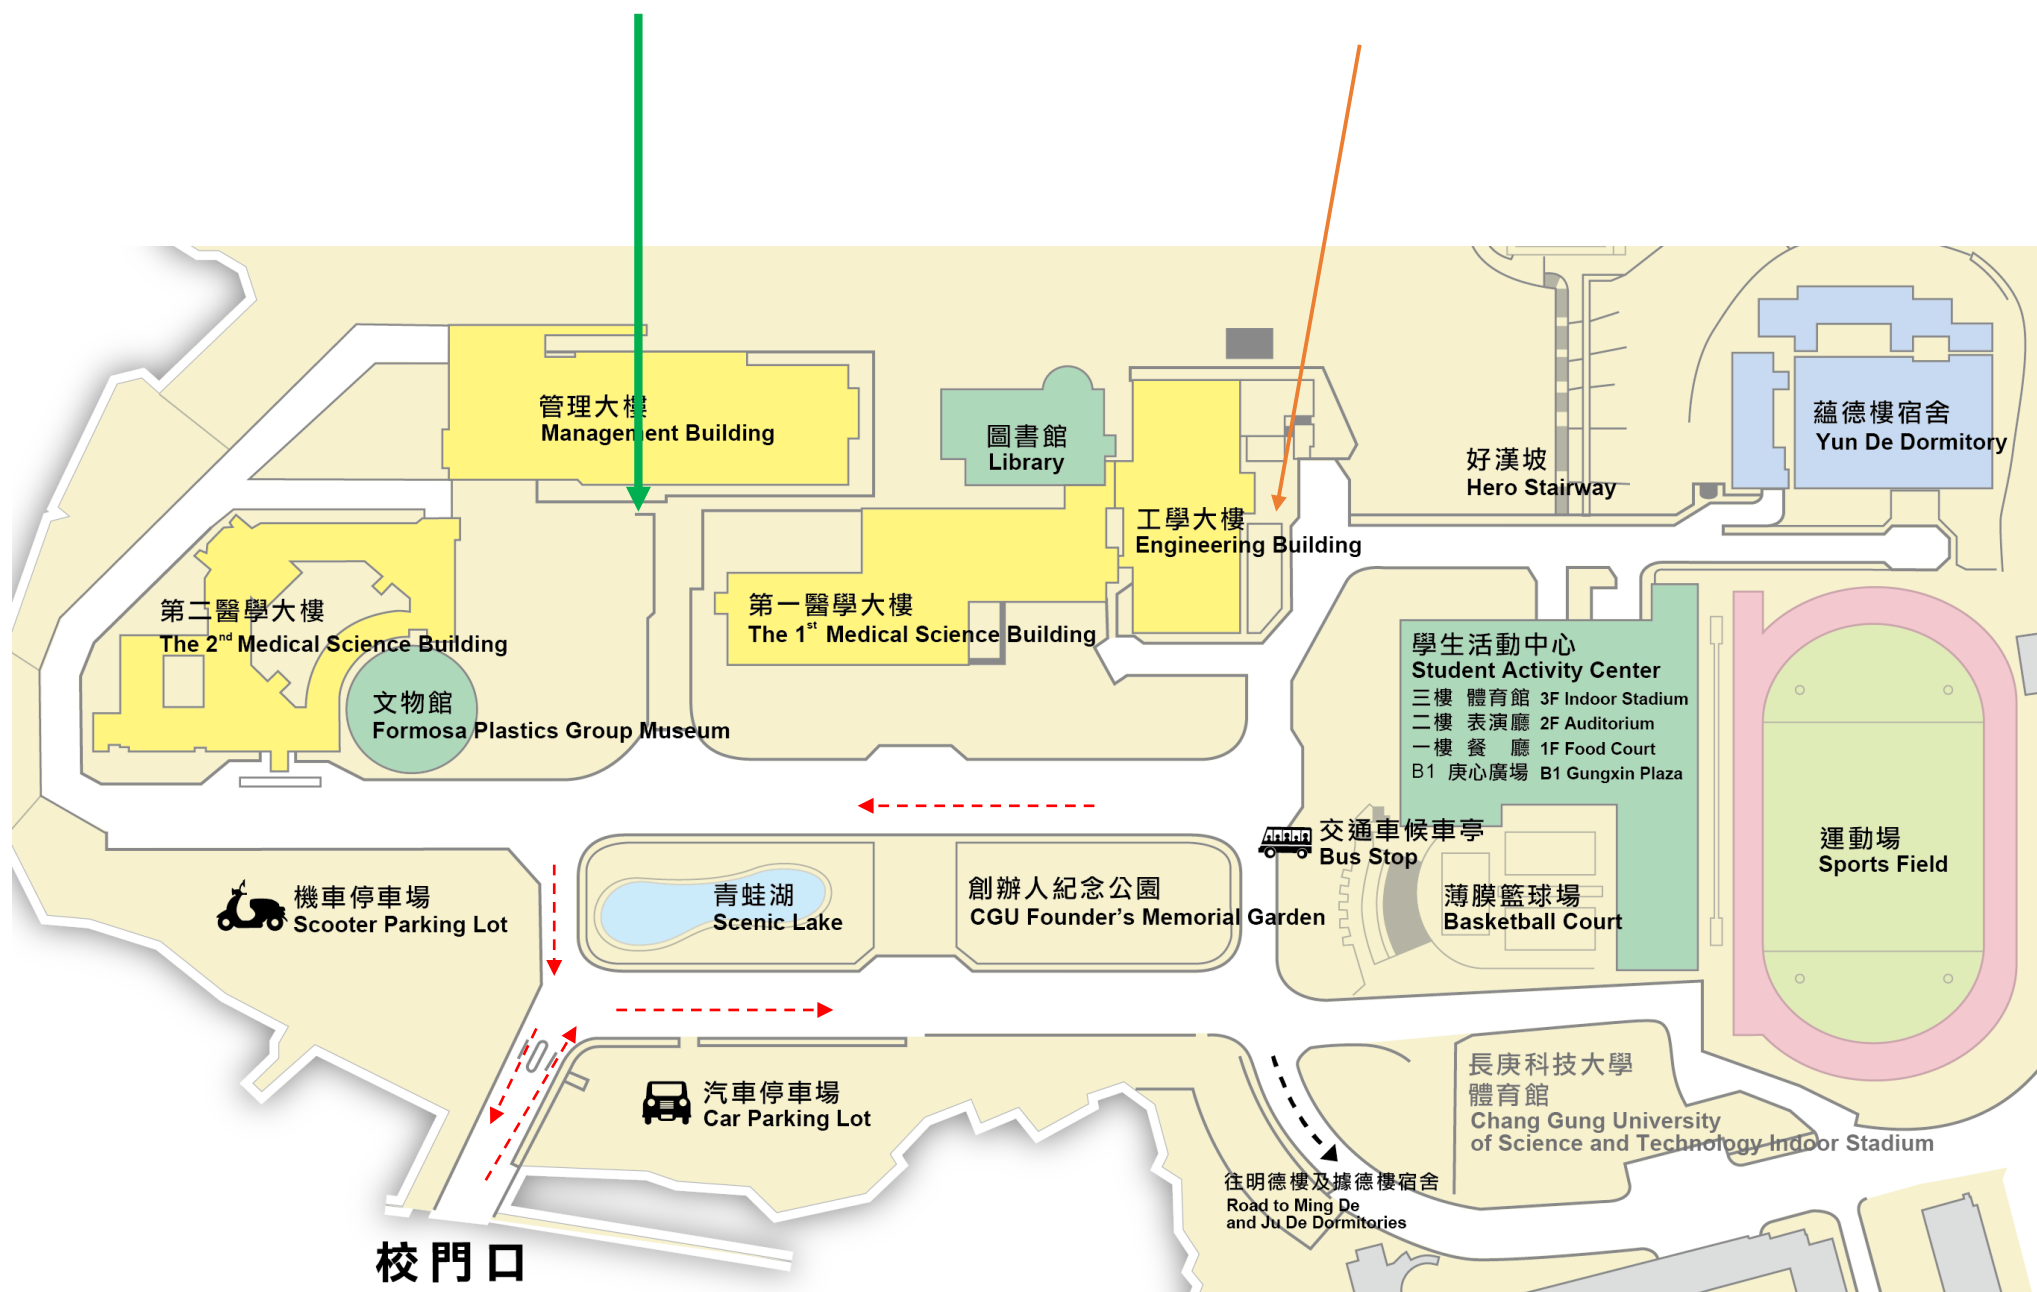 管理大樓
Management Building
圖書館
Library
工學大樓
Engineering Building
好漢坡
Hero Stairway
蘊德樓宿舍
Yun De Dormitory
第二醫學大樓
The 2nd Medical Science Building
文物館
Formosa Plastics Group Museum
第一醫學大樓
The 1st Medical Science Building
學生活動中心
Student Activity Center
三樓 體育館 3F Indoor Stadium
二樓 表演廳 2F Auditorium
一樓 餐廳 1F Food Court
B1 庚心廣場 B1 Gungxin Plaza
運動場
Sports Field
交通車候車亭
Bus Stop
薄膜籃球場
Basketball Court
機車停車場
Scooter Parking Lot
青蛙湖
Scenic Lake
創辦人紀念公園
CGU Founder's Memorial Garden
汽車停車場
Car Parking Lot
長庚科技大學
體育館
Chang Gung University
of Science and Technology Indoor Stadium
往明德樓及據德樓宿舍
Road to Ming De
and Ju De Dormitories
校門口